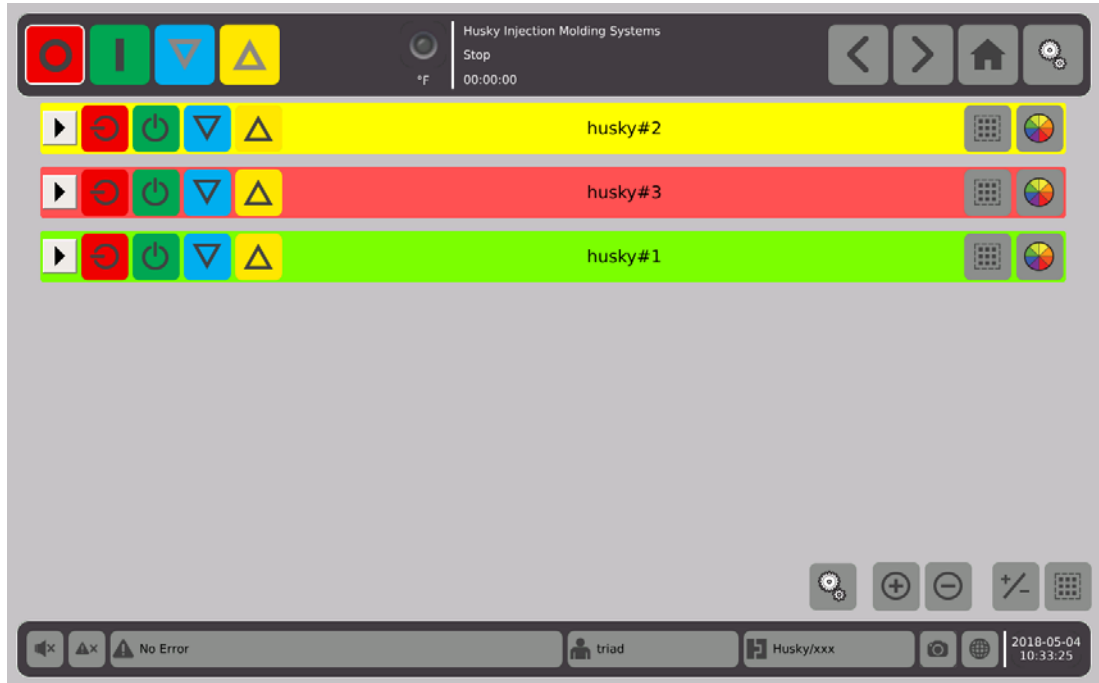 Husky Injection Molding Systems
Stop
°F
00:00:00
husky#2
husky#3
husky#1
No Error
triad
Husky/xxx
2018-05-04
10:33:25